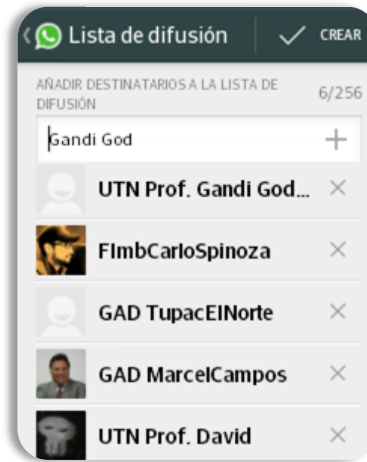 Lista de difusión
CREAR
AÑADIR DESTINATARIOS A LA LISTA DE
DIFUSIÓN
6/256
Gandi God
UTN Prof. Gandi God...
FImbCarloSpinoza
GAD TupacElNorte
GAD MarcelCampos
UTN Prof. David